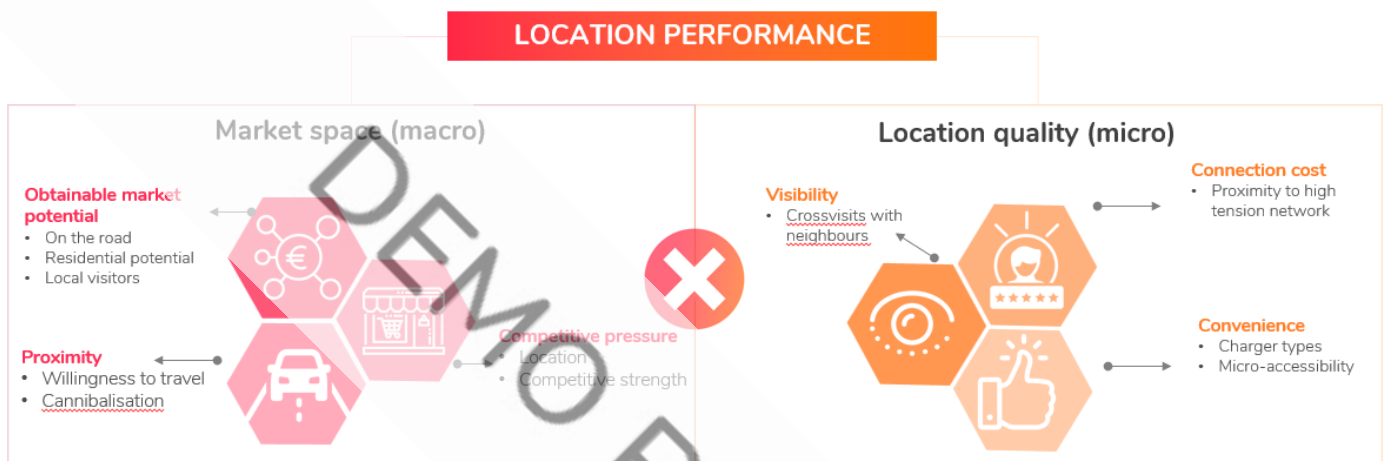 LOCATION PERFORMANCE
Market space (macro)
Obtainable market
potential
• On the road
• Residential potential
• Local visitors
Proximity
• Willingness to travel
• Cannibalisation
Competitive pressure
• Location
• Competitive strength
Location quality (micro)
Visibility
• Crossvisits with
neighbours
Connection cost
• Proximity to high
tension network
Convenience
• Charger types
• Micro-accessibility
DEMO